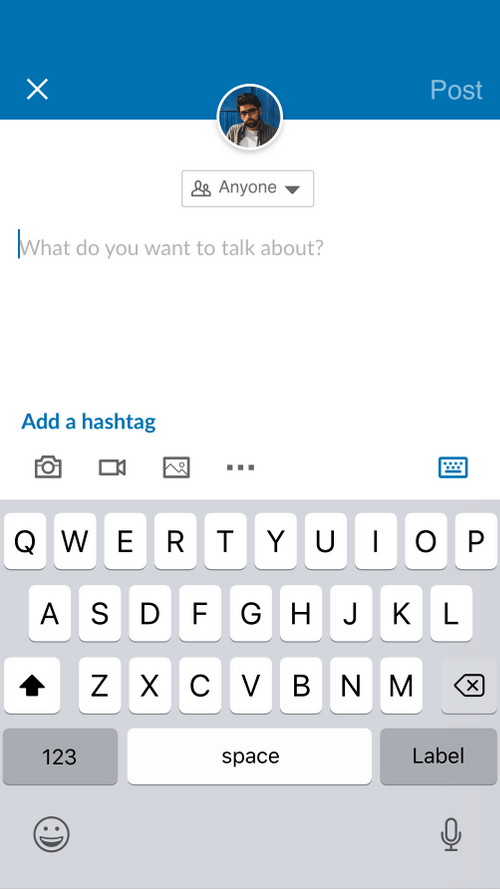 Post
Anyone
What do you want to talk about?
Add a hashtag
Q W E R T Y U I O P
A S D F G H J K L
Z X C V B N M
123 space Label